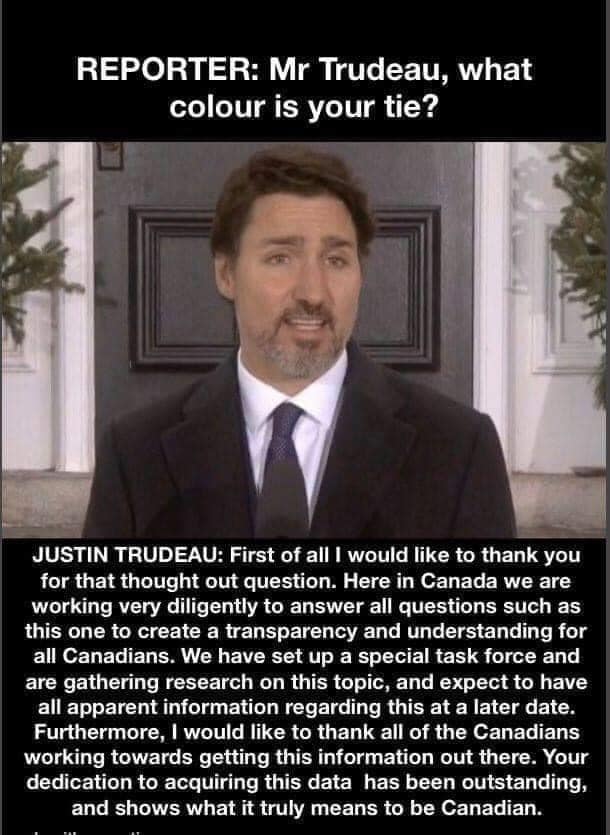 REPORTER: Mr Trudeau, what
colour is your tie?
JUSTIN TRUDEAU: First of all I would like to thank you
for that thought out question. Here in Canada we are
working very diligently to answer all questions such as
this one to create a transparency and understanding for
all Canadians. We have set up a special task force and
are gathering research on this topic, and expect to have
all apparent information regarding this at a later date.
Furthermore, I would like to thank all of the Canadians
working towards getting this information out there. Your
dedication to acquiring this data has been outstanding,
and shows what it truly means to be Canadian.